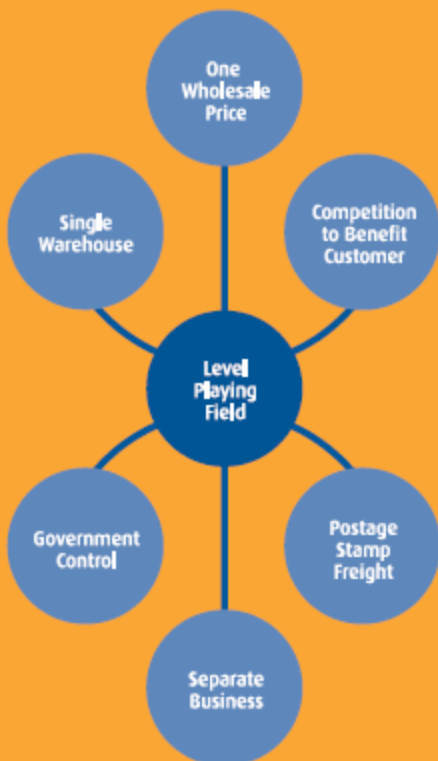 One
Wholesale
Price
Single
Warehouse
Competition
to Benefit
Customer
Level
Playing
Field
Government
Control
Postage
Stamp
Freight
Separate
Business